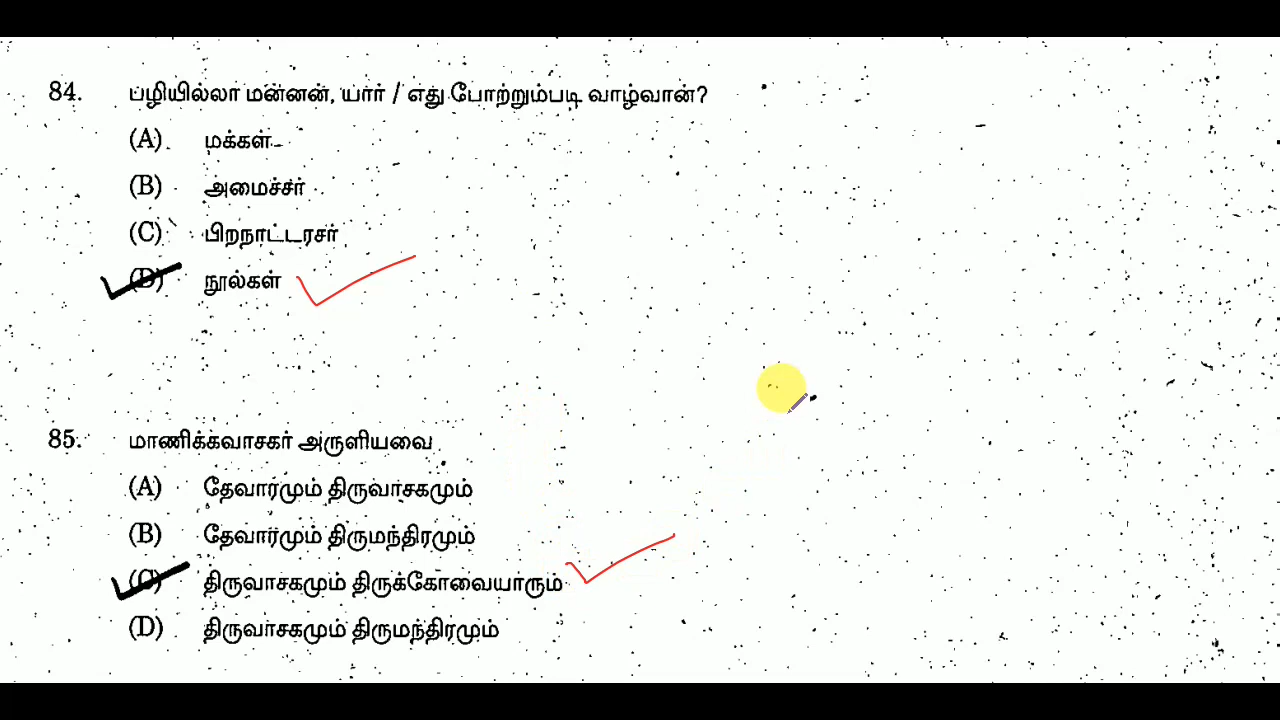 84. பழியில்லா மன்னன், யார் / எது போற்றும்படி வாழ்வான்?
(A) மக்கள்
(B) அமைச்சர்
(C) பிறநாட்டரசர்
(D) நூல்கள்
85. மாணிக்கவாசகர் அருளியவை
(A) தேவாரமும் திருவாசகமும்
(B) தேவாரமும் திருமந்திரமும்
(C) திருவாசகமும் திருக்கோவையாரும்
(D) திருவாசகமும் திருமந்திரமும்